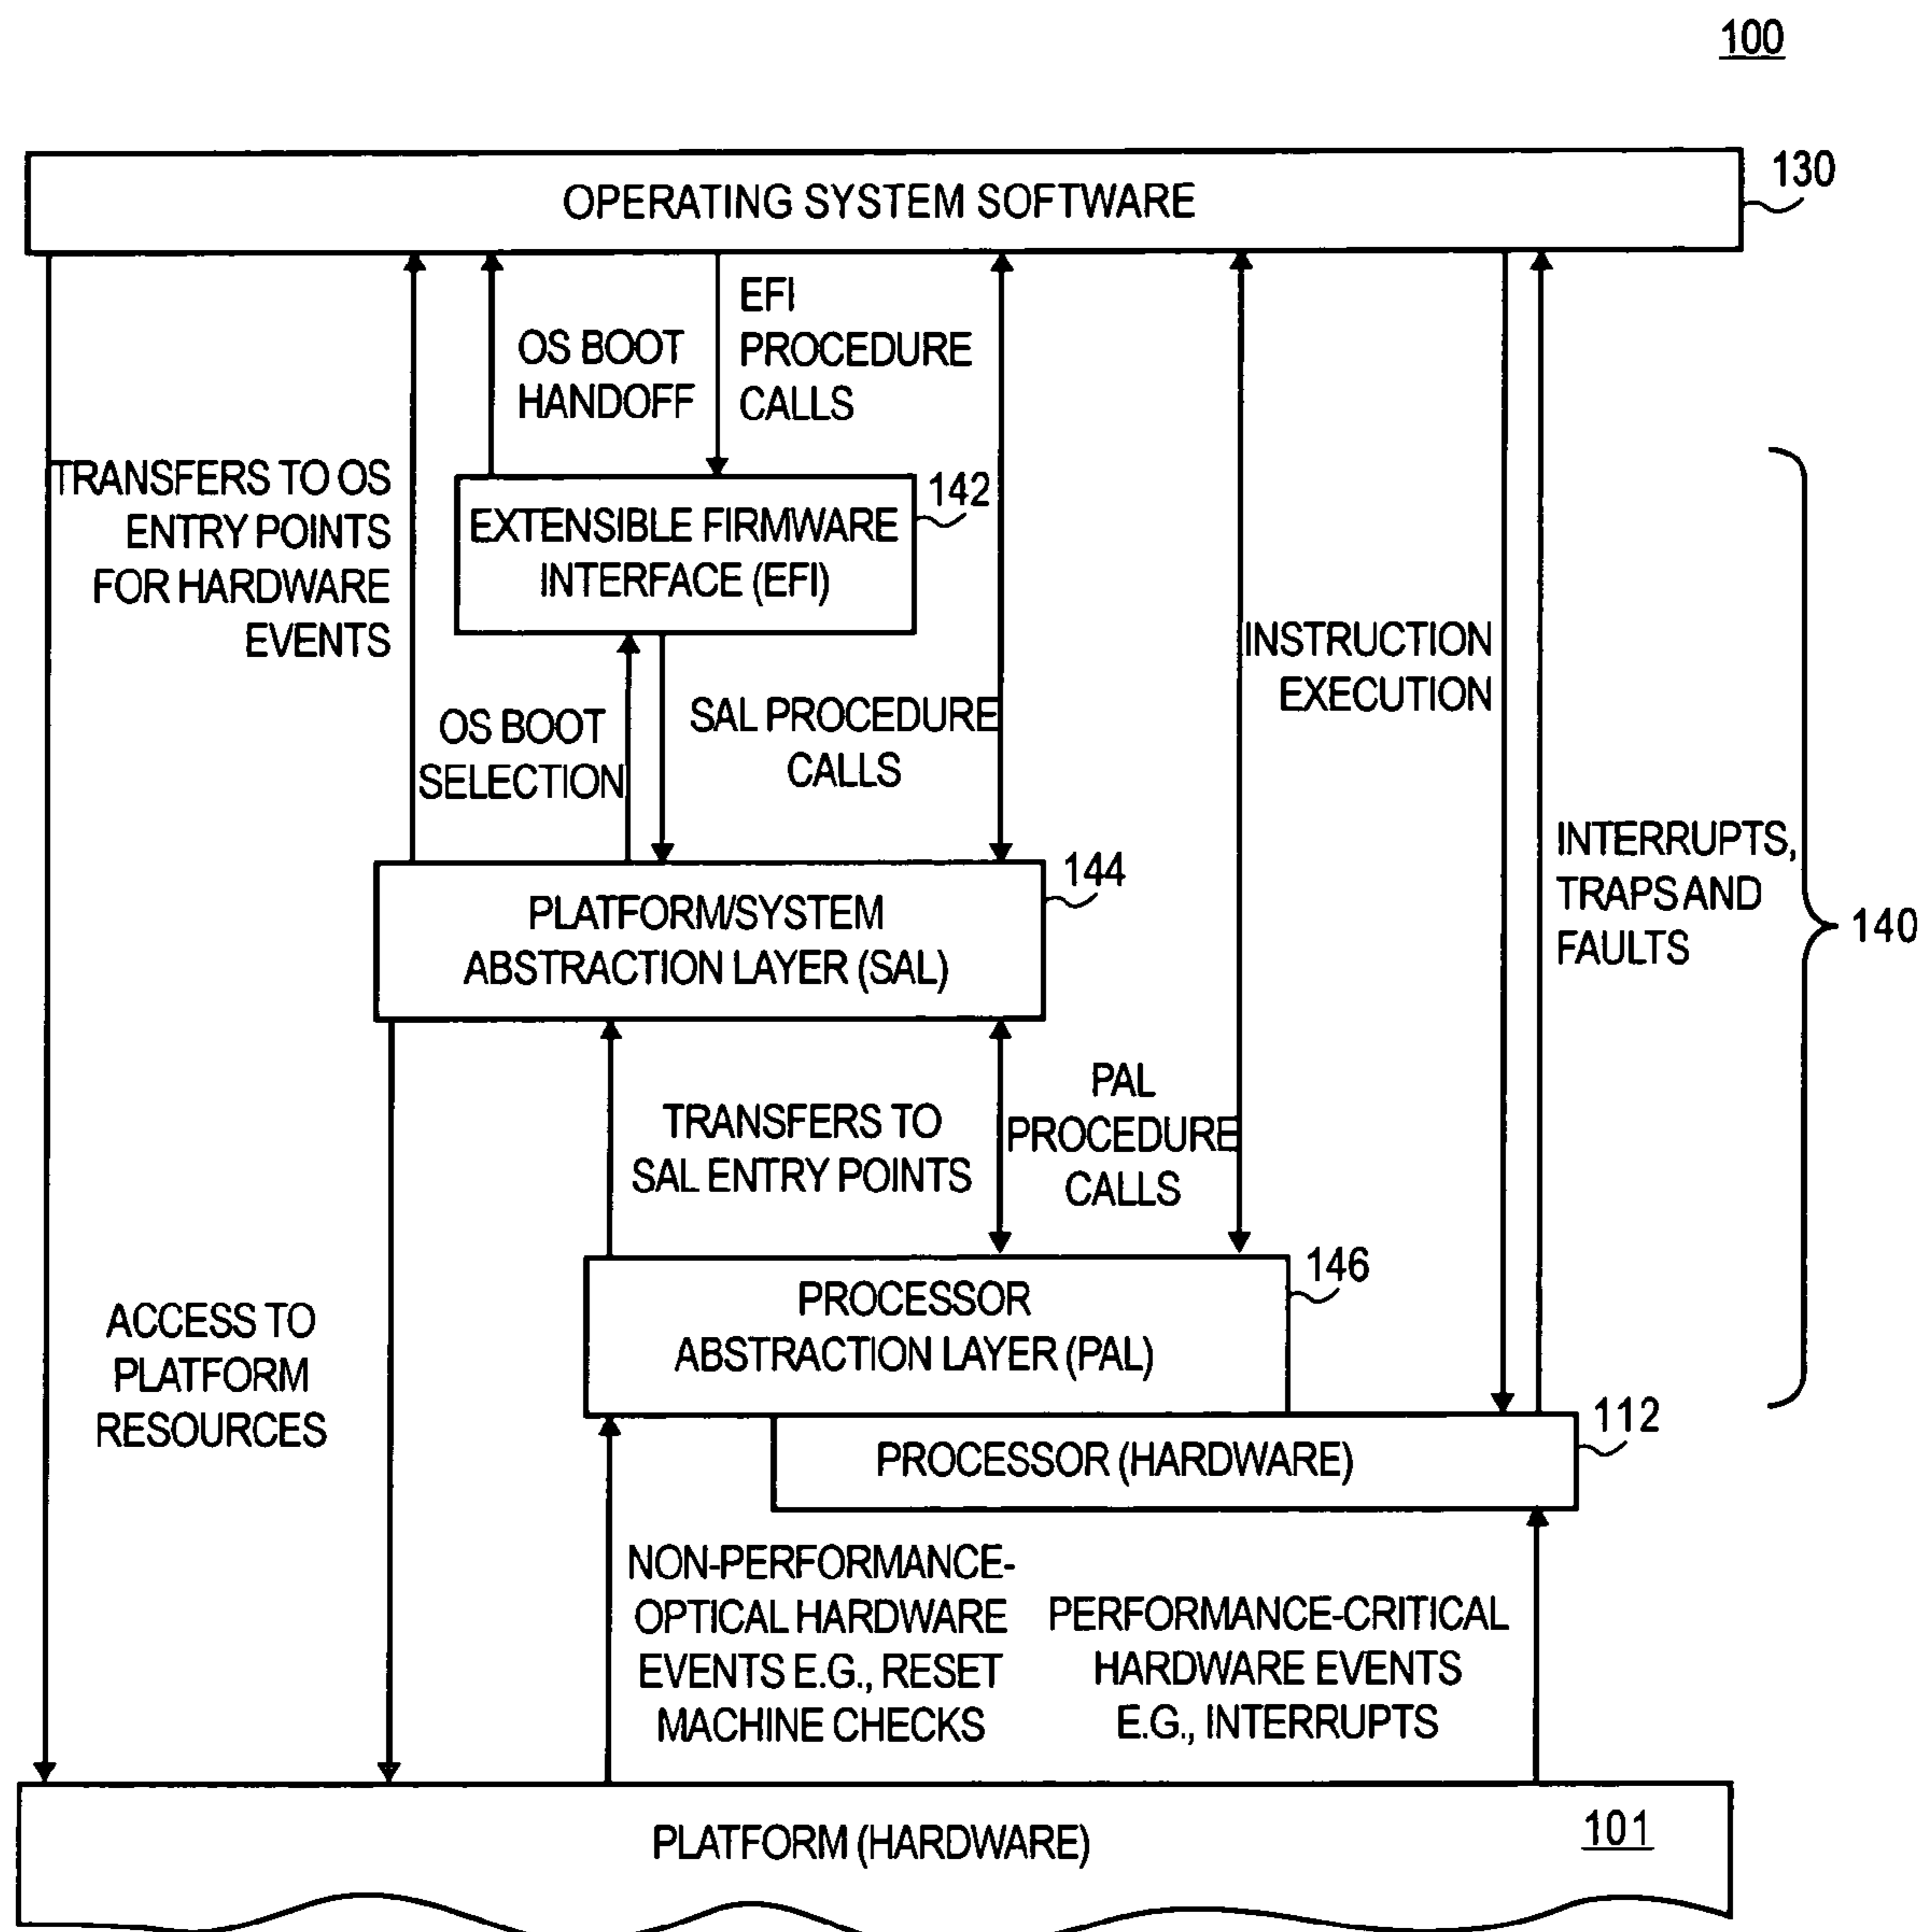 100
OPERATING SYSTEM SOFTWARE
130
OS BOOT
HANDOFF
EFI
PROCEDURE
CALLS
TRANSFERS TO OS
ENTRY POINTS
FOR HARDWARE
EVENTS
EXTENSIBLE FIRMWARE
INTERFACE (EFI)
142
INSTRUCTION
EXECUTION
OS BOOT
SELECTION
SAL PROCEDURE
CALLS
INTERRUPTS,
TRAPS AND
FAULTS
140
PLATFORM/SYSTEM
ABSTRACTION LAYER (SAL)
144
TRANSFERS TO
SAL ENTRY POINTS
PAL
PROCEDURE
CALLS
PROCESSOR
ABSTRACTION LAYER (PAL)
146
ACCESS TO
PLATFORM
RESOURCES
PROCESSOR (HARDWARE)
112
NON-PERFORMANCE-
OPTICAL HARDWARE
EVENTS E.G., RESET
MACHINE CHECKS
PERFORMANCE-CRITICAL
HARDWARE EVENTS
E.G., INTERRUPTS
PLATFORM (HARDWARE)
101